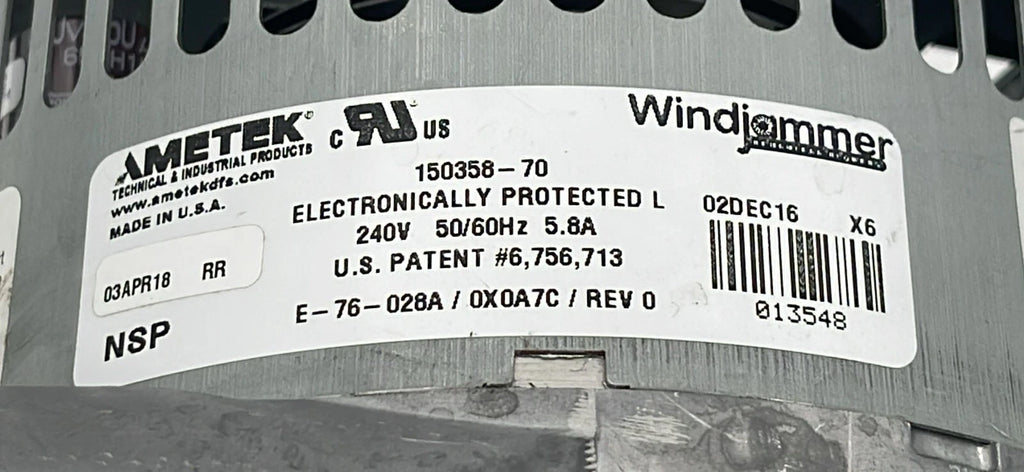 AMETEK®
TECHNICAL & INDUSTRIAL PRODUCTS
www.ametekdfs.com
MADE IN U.S.A.
03APR18 RR
NSP
C RU US
150358-70
ELECTRONICALLY PROTECTED L
240V 50/60Hz 5.8A
U.S. PATENT #6,756,713
E-76-028A / 0X0A7C / REV 0
Windjammer
02DEC16 X6
013548